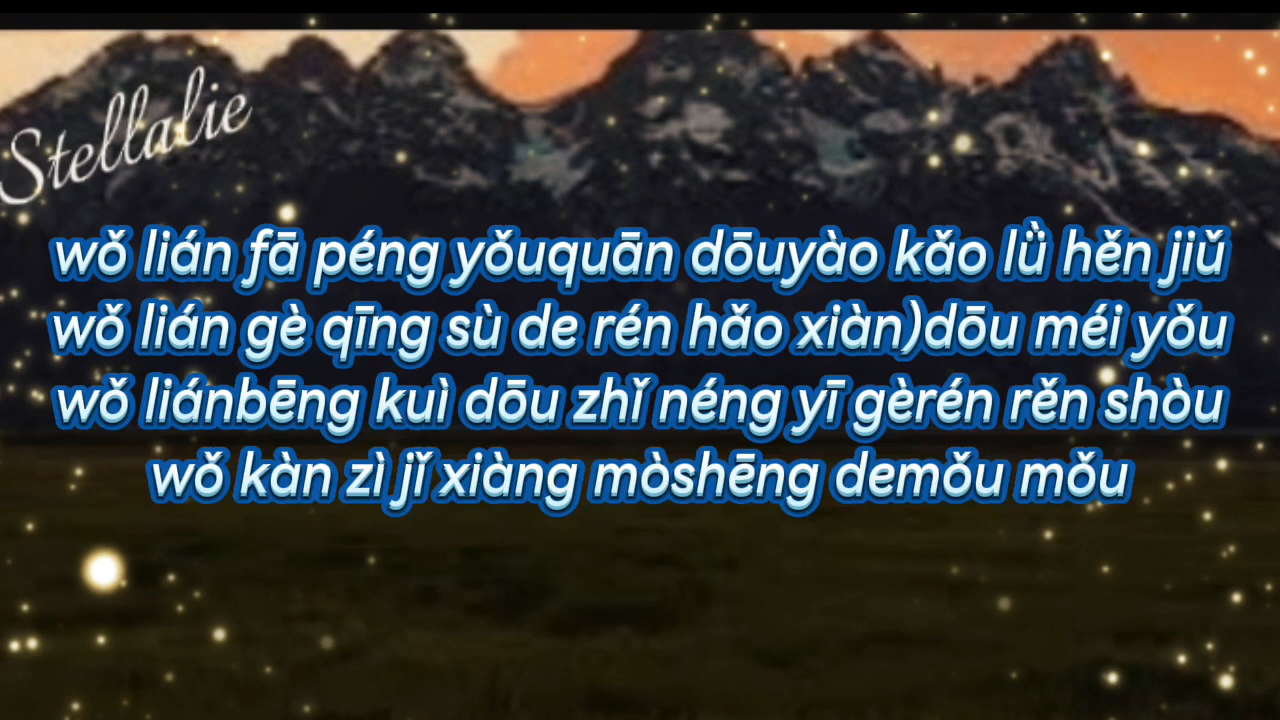 Stellalie
wǒ lián fā péng yǒuquān dōuyào kǎo lǜ hěn jiǔ
wǒ lián gè qīng sù de rén hǎo xiàn)dōu méi yǒu
wǒ liánbēng kuì dōu zhǐ néng yī gèrén rěn shòu
wǒ kàn zì jǐ xiàng mòshēng demǒu mǒu